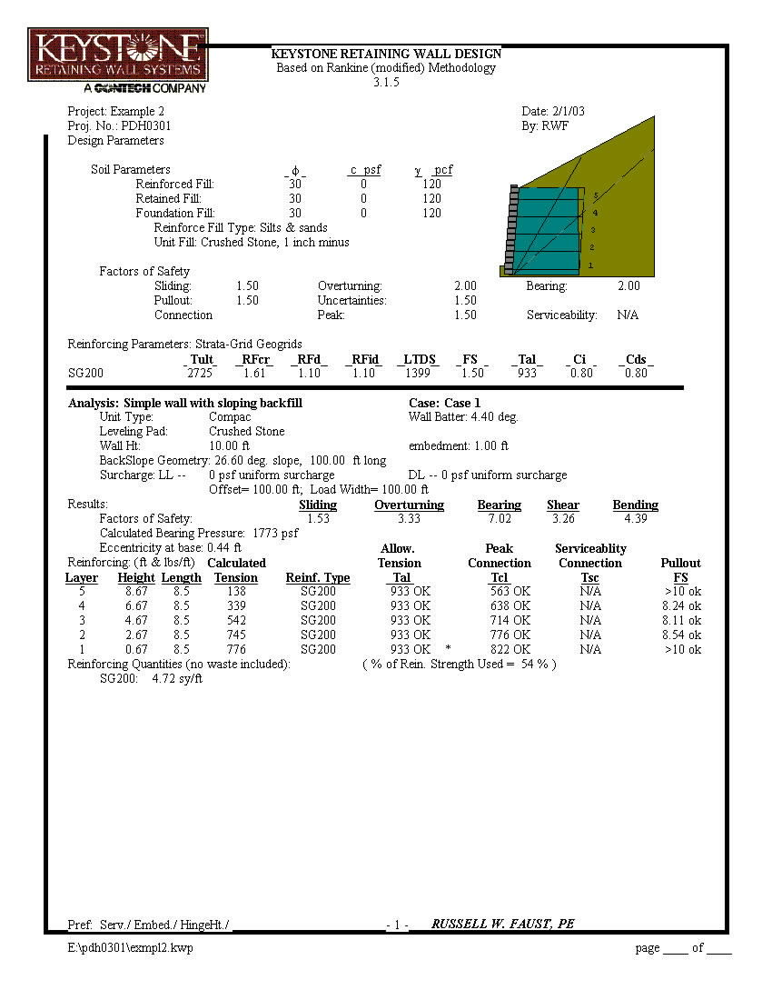 KEYSTONE
RETAINING WALL SYSTEMS
A CONTECH COMPANY
KEYSTONE RETAINING WALL DESIGN
Based on Rankine (modified) Methodology
3.1.5
Project: Example 2 Date: 2/1/03
Proj. No.: PDH0301 By: RWF
Design Parameters
Soil Parameters ϕ c psf γ pcf
Reinforced Fill: 30 0 120
Retained Fill: 30 0 120
Foundation Fill: 30 0 120
Reinforce Fill Type: Silts & sands
Unit Fill: Crushed Stone, 1 inch minus
5
4
3
2
1
Factors of Safety
Sliding: 1.50 Overturning: 2.00 Bearing: 2.00
Pullout: 1.50 Uncertainties: 1.50
Connection Peak: 1.50 Serviceability: N/A
Reinforcing Parameters: Strata-Grid Geogrids
Tult RFcr RFd RFid LTDS FS Tal Ci Cds
SG200 2725 1.61 1.10 1.10 1399 1.50 933 0.80 0.80
Analysis: Simple wall with sloping backfill Case: Case 1
Unit Type: Compac Wall Batter: 4.40 deg.
Leveling Pad: Crushed Stone
Wall Ht: 10.00 ft embedment: 1.00 ft
BackSlope Geometry: 26.60 deg. slope, 100.00 ft long
Surcharge: LL -- 0 psf uniform surcharge DL -- 0 psf uniform surcharge
Offset= 100.00 ft; Load Width= 100.00 ft
Results: Sliding Overturning Bearing Shear Bending
Factors of Safety: 1.53 3.33 7.02 3.26 4.39
Calculated Bearing Pressure: 1773 psf
Eccentricity at base: 0.44 ft Allow. Peak Serviceablity
Reinforcing: (ft & lbs/ft) Calculated Tension Connection Connection Pullout
Layer Height Length Tension Reinf. Type Tal Tcl Tsc FS
5 8.67 8.5 138 SG200 933 OK 563 OK N/A >10 ok
4 6.67 8.5 339 SG200 933 OK 638 OK N/A 8.24 ok
3 4.67 8.5 542 SG200 933 OK 714 OK N/A 8.11 ok
2 2.67 8.5 745 SG200 933 OK 776 OK N/A 8.54 ok
1 0.67 8.5 776 SG200 933 OK * 822 OK N/A >10 ok
Reinforcing Quantities (no waste included): ( % of Rein. Strength Used = 54 % )
SG200: 4.72 sy/ft
Pref: Serv./ Embed./ HingeHt./ - 1 - RUSSELL W. FAUST, PE
E:\pdh0301\exmpl2.kwp page ____ of ____